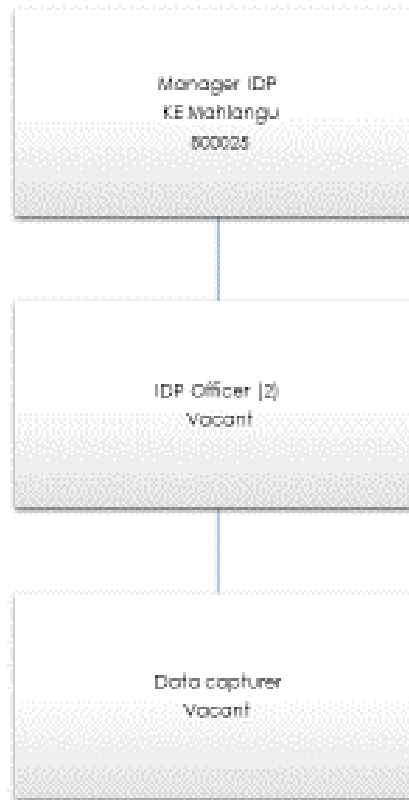 Manager IDP
KE Mahlangu
800025
IDP Officer (2)
Vacant
Data capturer
Vacant